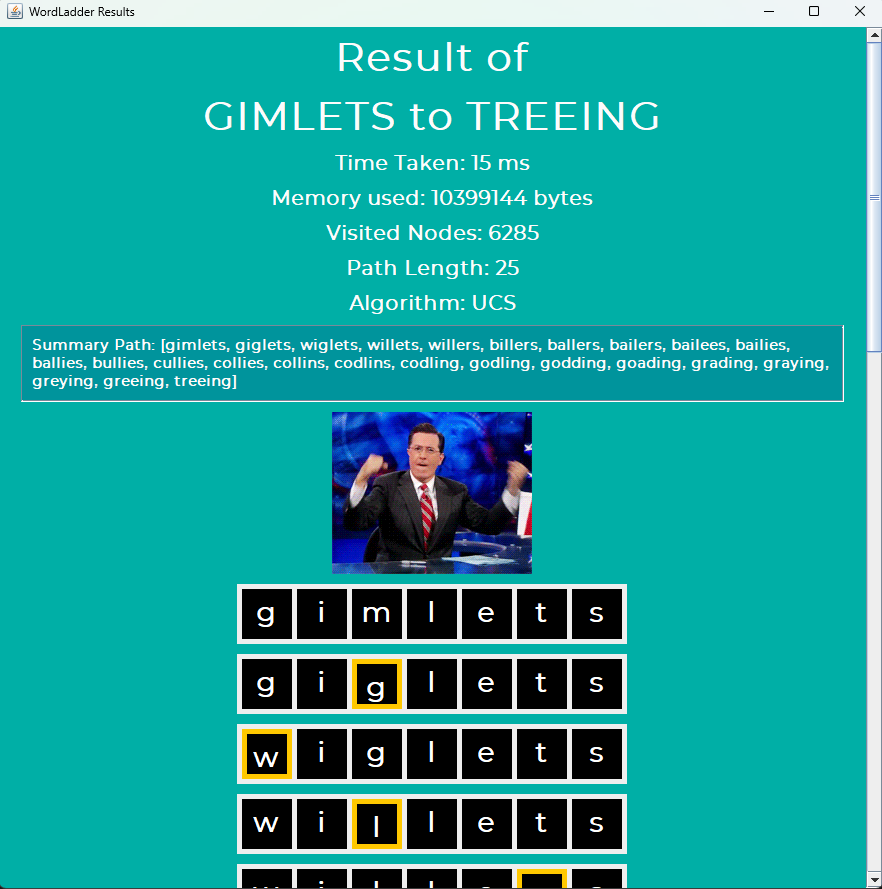 WordLadder Results
Result of
GIMLETS to TREEING
Time Taken: 15 ms
Memory used: 10399144 bytes
Visited Nodes: 6285
Path Length: 25
Algorithm: UCS
Summary Path: [gimlets, giglets, wiglets, willets, willers, billers, ballers, bailers, bailees, bailies,
ballies, bullies, cullies, collies, collins, codlins, codling, godling, godding, goading, grading, graying,
greying, greeing, treeing]
g i m l e t s
g i g l e t s
w i g l e t s
w i l l e t s